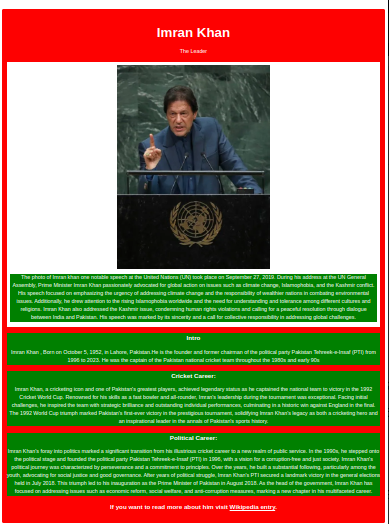 Imran Khan
The Leader
The photo of Imran khan one notable speech at the United Nations (UN) took place on September 27, 2019. During his address at the UN General
Assembly, Prime Minister Imran Khan passionately advocated for global action on issues such as climate change, Islamophobia, and the Kashmir conflict.
His speech focused on emphasizing the urgency of addressing climate change and the responsibility of wealthier nations in combating environmental
issues. Additionally, he drew attention to the rising Islamophobia worldwide and the need for understanding and tolerance among different cultures and
religions. Imran Khan also addressed the Kashmir issue, condemning human rights violations and calling for a peaceful resolution through dialogue
between India and Pakistan. His speech was marked by its sincerity and a call for collective responsibility in addressing global challenges.
Intro
Imran Khan , Born on October 5, 1952, in Lahore, Pakistan.He is the founder and former chairman of the political party Pakistan Tehreek-e-Insaf (PTI) from
1996 to 2023. He was the captain of the Pakistan national cricket team throughout the 1980s and early 90s
Cricket Career:
Imran Khan, a cricketing icon and one of Pakistan's greatest players, achieved legendary status as he captained the national team to victory in the 1992
Cricket World Cup. Renowned for his skills as a fast bowler and all-rounder, Imran's leadership during the tournament was exceptional. Facing initial
challenges, he inspired the team with strategic brilliance and outstanding individual performances, culminating in a historic win against England in the final.
The 1992 World Cup triumph marked Pakistan's first-ever victory in the prestigious tournament, solidifying Imran Khan's legacy as both a cricketing hero and
an inspirational leader in the annals of Pakistan's sports history.
Political Career:
Imran Khan's foray into politics marked a significant transition from his illustrious cricket career to a new realm of public service. In the 1990s, he stepped onto
the political stage and founded the political party Pakistan Tehreek-e-Insaf (PTI) in 1996, with a vision for a corruption-free and just society. Imran Khan's
political journey was characterized by perseverance and a commitment to principles. Over the years, he built a substantial following, particularly among the
youth, advocating for social justice and good governance. After years of political struggle, Imran Khan's PTI secured a landmark victory in the general elections
held in July 2018. This triumph led to his inauguration as the Prime Minister of Pakistan in August 2018. As the head of the government, Imran Khan has
focused on addressing issues such as economic reform, social welfare, and anti-corruption measures, marking a new chapter in his multifaceted career.
If you want to read more about him visit Wikipedia entry.